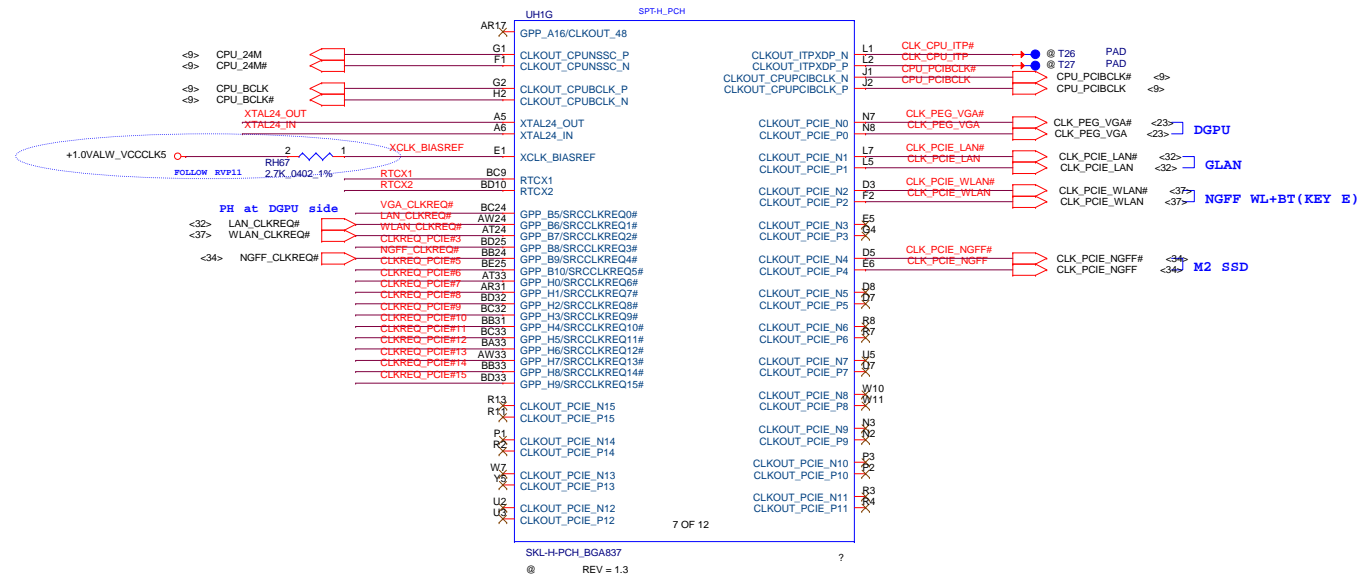 UH1G
SPT-H_PCH
AR17 GPP_A16/CLKOUT_48
<9> CPU_24M G1 CLKOUT_CPUNSSC_P
<9> CPU_24M# F1 CLKOUT_CPUNSSC_N
<9> CPU_BCLK G2 CLKOUT_CPUBCLK_P
<9> CPU_BCLK# H2 CLKOUT_CPUBCLK_N
XTAL24_OUT A5 XTAL24_OUT
XTAL24_IN A6 XTAL24_IN
+1.0VALW_VCCCLK5 2 1 XCLK_BIASREF E1 XCLK_BIASREF
RH67
FOLLOW RVP11 2.7K_0402_1%
RTCX1 BC9 RTCX1
RTCX2 BD10 RTCX2
PH at DGPU side
VGA_CLKREQ# BC24 GPP_B5/SRCCLKREQ0#
<32> LAN_CLKREQ# LAN_CLKREQ# AW24 GPP_B6/SRCCLKREQ1#
<37> WLAN_CLKREQ# WLAN_CLKREQ# AT24 GPP_B7/SRCCLKREQ2#
CLKREQ_PCIE#3 BD25 GPP_B8/SRCCLKREQ3#
<34> NGFF_CLKREQ# NGFF_CLKREQ# BB24 GPP_B9/SRCCLKREQ4#
CLKREQ_PCIE#5 BE25 GPP_B10/SRCCLKREQ5#
CLKREQ_PCIE#6 AT33 GPP_H0/SRCCLKREQ6#
CLKREQ_PCIE#7 AR31 GPP_H1/SRCCLKREQ7#
CLKREQ_PCIE#8 BD32 GPP_H2/SRCCLKREQ8#
CLKREQ_PCIE#9 BC32 GPP_H3/SRCCLKREQ9#
CLKREQ_PCIE#10 BB31 GPP_H4/SRCCLKREQ10#
CLKREQ_PCIE#11 BC33 GPP_H5/SRCCLKREQ11#
CLKREQ_PCIE#12 BA33 GPP_H6/SRCCLKREQ12#
CLKREQ_PCIE#13 AW33 GPP_H7/SRCCLKREQ13#
CLKREQ_PCIE#14 BB33 GPP_H8/SRCCLKREQ14#
CLKREQ_PCIE#15 BD33 GPP_H9/SRCCLKREQ15#
R13 CLKOUT_PCIE_N15
R11 CLKOUT_PCIE_P15
P1 CLKOUT_PCIE_N14
R2 CLKOUT_PCIE_P14
W7 CLKOUT_PCIE_N13
Y5 CLKOUT_PCIE_P13
U2 CLKOUT_PCIE_N12
U3 CLKOUT_PCIE_P12
CLKOUT_ITPXDP_N L1 CLK_CPU_ITP# @ T26 PAD
CLKOUT_ITPXDP_P L2 CLK_CPU_ITP @ T27 PAD
CLKOUT_CPUPCIBCLK_N J1 CPU_PCIBCLK# CPU_PCIBCLK# <9>
CLKOUT_CPUPCIBCLK_P J2 CPU_PCIBCLK CPU_PCIBCLK <9>
CLKOUT_PCIE_N0 N7 CLK_PEG_VGA# CLK_PEG_VGA# <23>
CLKOUT_PCIE_P0 N8 CLK_PEG_VGA CLK_PEG_VGA <23>
DGPU
CLKOUT_PCIE_N1 L7 CLK_PCIE_LAN# CLK_PCIE_LAN# <32>
CLKOUT_PCIE_P1 L5 CLK_PCIE_LAN CLK_PCIE_LAN <32>
GLAN
CLKOUT_PCIE_N2 D3 CLK_PCIE_WLAN# CLK_PCIE_WLAN# <37>
CLKOUT_PCIE_P2 F2 CLK_PCIE_WLAN CLK_PCIE_WLAN <37>
NGFF WL+BT(KEY E)
CLKOUT_PCIE_N3 E5
CLKOUT_PCIE_P3 G4
CLKOUT_PCIE_N4 D5 CLK_PCIE_NGFF# CLK_PCIE_NGFF# <34>
CLKOUT_PCIE_P4 E6 CLK_PCIE_NGFF CLK_PCIE_NGFF <34>
M2 SSD
CLKOUT_PCIE_N5 D8
CLKOUT_PCIE_P5 D7
CLKOUT_PCIE_N6 R8
CLKOUT_PCIE_P6 R7
CLKOUT_PCIE_N7 U5
CLKOUT_PCIE_P7 U7
CLKOUT_PCIE_N8 W10
CLKOUT_PCIE_P8 W11
CLKOUT_PCIE_N9 N3
CLKOUT_PCIE_P9 N2
CLKOUT_PCIE_N10 P3
CLKOUT_PCIE_P10 P2
CLKOUT_PCIE_N11 R3
CLKOUT_PCIE_P11 R4
7 OF 12
SKL-H-PCH_BGA837 ?
@ REV = 1.3